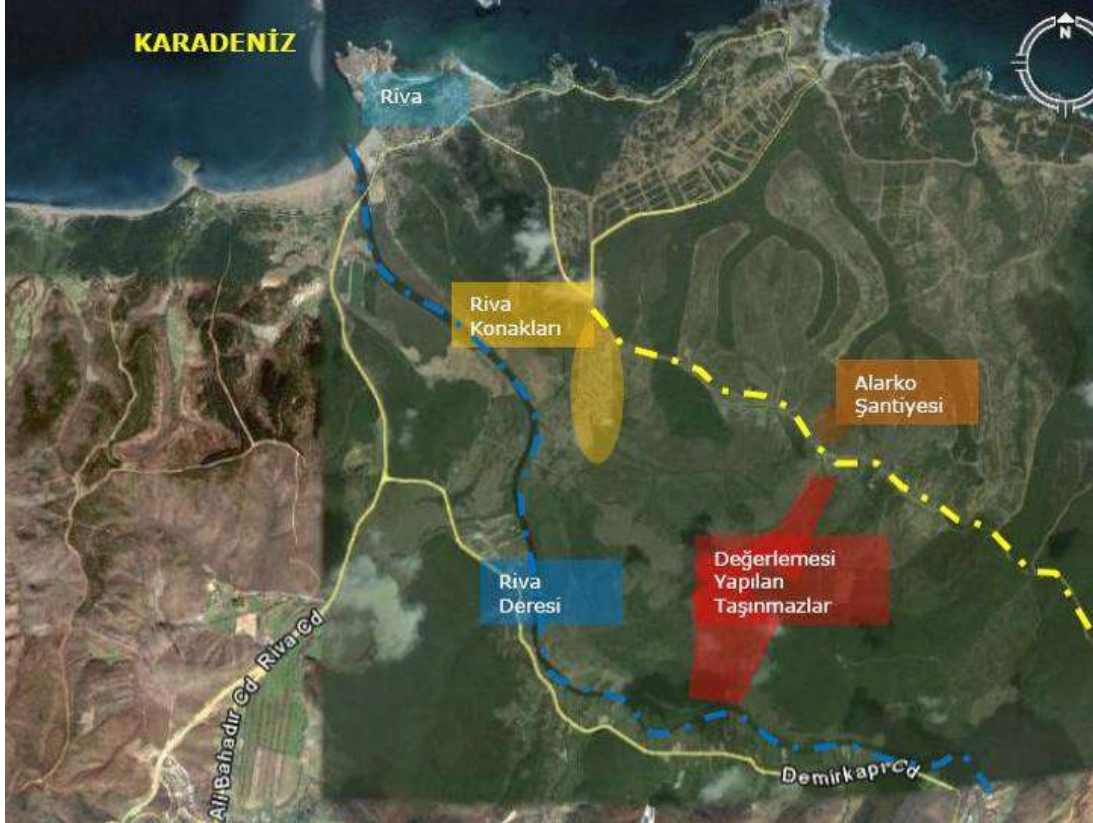 KARADENİZ
N
Riva
Riva
Konakları
Alarko
Şantiyesi
Değerlemesi
Yapılan
Taşınmazlar
Riva
Deresi
Riva Cd
Ali Bahadır Cd
Demirkapı Cd